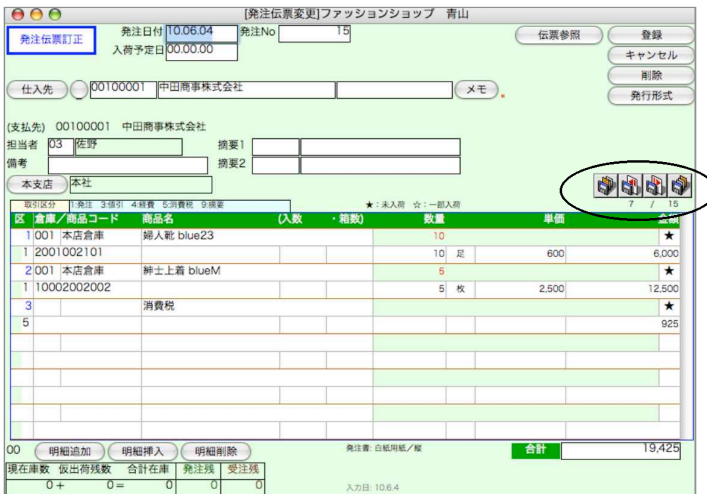 [発注伝票変更]ファッションショップ 青山
発注伝票訂正
発注日付 10.06.04 発注No 15
伝票参照 登録
入荷予定日 00.00.00
キャンセル
削除
仕入先 00100001 中田商事株式会社 メモ
発行形式
(支払先) 00100001 中田商事株式会社
担当者 03 佐野 摘要1
備考 摘要2
本支店 本社
7 / 15
取引区分 1:発注 3:値引 4:経費 5:消費税 9:摘要 ★:未入荷 ☆:一部入荷
区 倉庫/商品コード 商品名 (入数 ・箱数) 数量 単価 金額
1 001 本店倉庫 婦人靴 blue23 10 ★
1 2001002101 10 足 600 6,000
2 001 本店倉庫 紳士上着 blueM 5 ★
1 10002002002 5 枚 2,500 12,500
3 消費税 ★
5 925
00 明細追加 明細挿入 明細削除 発注書: 白紙用紙/縦 合計 19,425
現在庫数 仮出荷残数 合計在庫 発注残 受注残
0 + 0 = 0 0 0
入力日: 10.6.4